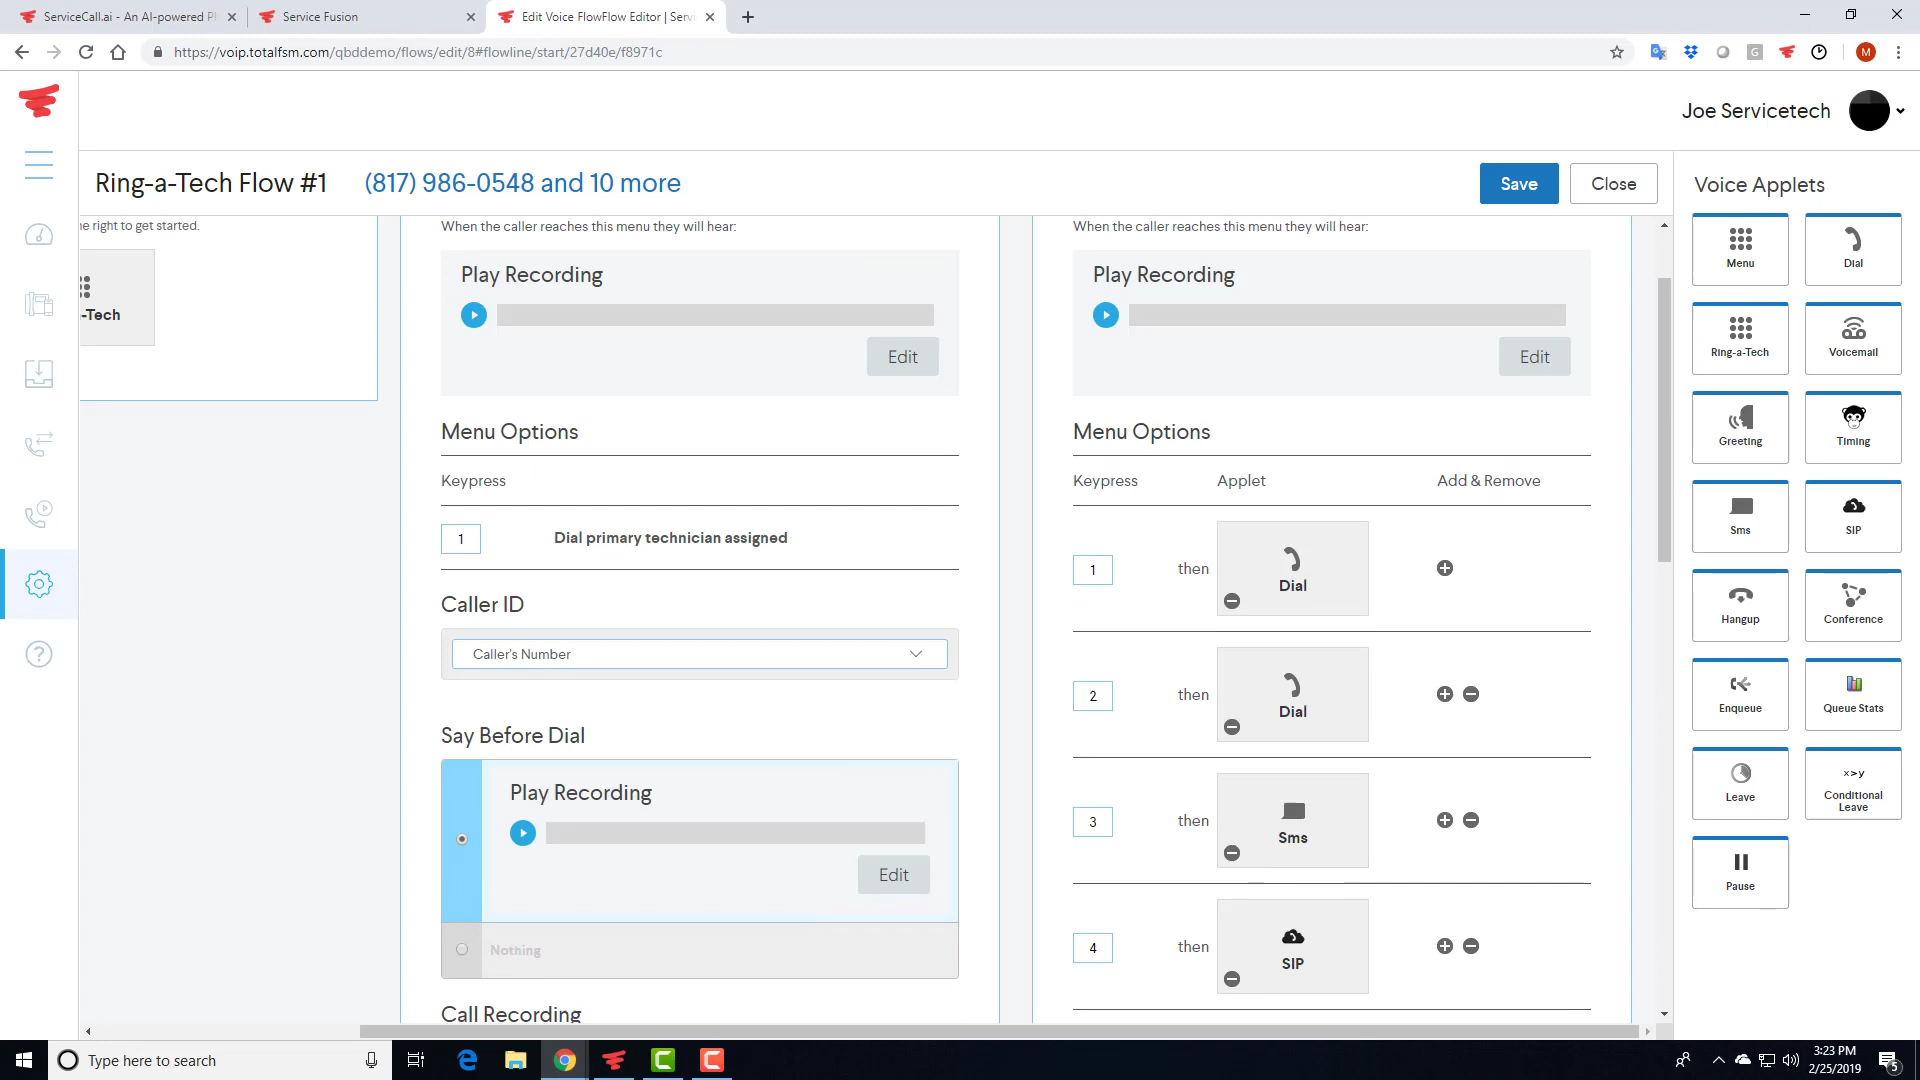 ServiceCall.ai - An AI-powered Pl
Service Fusion
Edit Voice FlowFlow Editor | Servi
https://voip.totalfsm.com/qbddemo/flows/edit/8#flowline/start/27d40e/f8971c
G
M
Joe Servicetech
Ring-a-Tech Flow #1
(817) 986-0548 and 10 more
Save
Close
he right to get started.
-Tech
When the caller reaches this menu they will hear:
Play Recording
Edit
Menu Options
Keypress
1
Dial primary technician assigned
Caller ID
Caller's Number
Say Before Dial
Play Recording
Edit
Nothing
Call Recording
When the caller reaches this menu they will hear:
Play Recording
Edit
Menu Options
Keypress Applet Add & Remove
1 then Dial
2 then Dial
3 then Sms
4 then SIP
Voice Applets
Menu
Dial
Ring-a-Tech
Voicemail
Greeting
Timing
Sms
SIP
Hangup
Conference
Enqueue
Queue Stats
Leave
x>y
Conditional
Leave
Pause
Type here to search
3:23 PM
2/25/2019
5